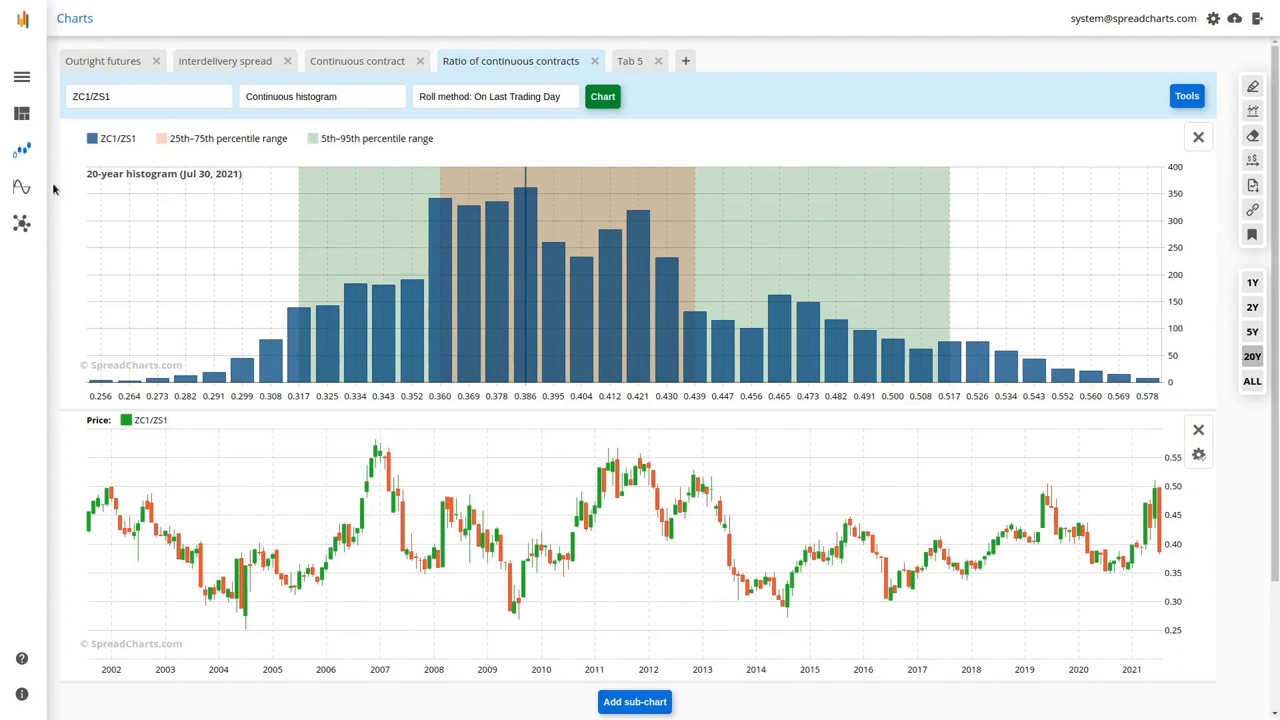 Charts
system@spreadcharts.com
Outright futures
Interdelivery spread
Continuous contract
Ratio of continuous contracts
Tab 5
ZC1/ZS1
Continuous histogram
Roll method: On Last Trading Day
Chart
Tools
ZC1/ZS1 25th–75th percentile range 5th–95th percentile range
20-year histogram (Jul 30, 2021)
400
350
300
250
200
150
100
50
0
© SpreadCharts.com
0.256 0.264 0.273 0.282 0.291 0.299 0.308 0.317 0.325 0.334 0.343 0.352 0.360 0.369 0.378 0.386 0.395 0.404 0.412 0.421 0.430 0.439 0.447 0.456 0.465 0.473 0.482 0.491 0.500 0.508 0.517 0.526 0.534 0.543 0.552 0.560 0.569 0.578
1Y
2Y
5Y
20Y
ALL
Price: ZC1/ZS1
0.55
0.50
0.45
0.40
0.35
0.30
0.25
© SpreadCharts.com
2002 2003 2004 2005 2006 2007 2008 2009 2010 2011 2012 2013 2014 2015 2016 2017 2018 2019 2020 2021
Add sub-chart